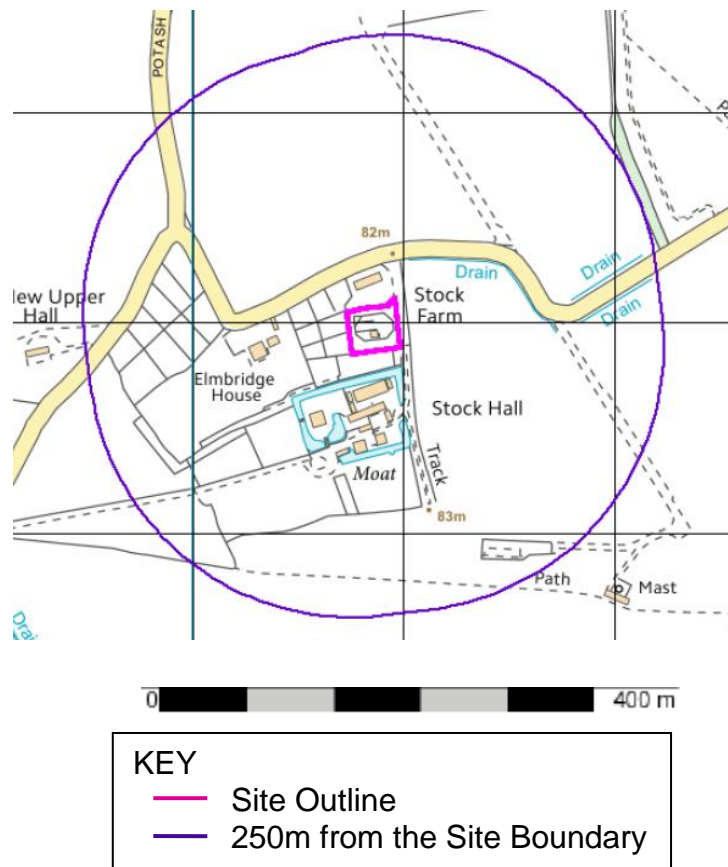 POTASH
82m
Drain
Drain
Drain
Stock
Farm
lew Upper
Hall
Elmbridge
House
Stock Hall
Moat
Track
83m
Path
Mast
Drai
0 400 m
KEY
Site Outline
250m from the Site Boundary